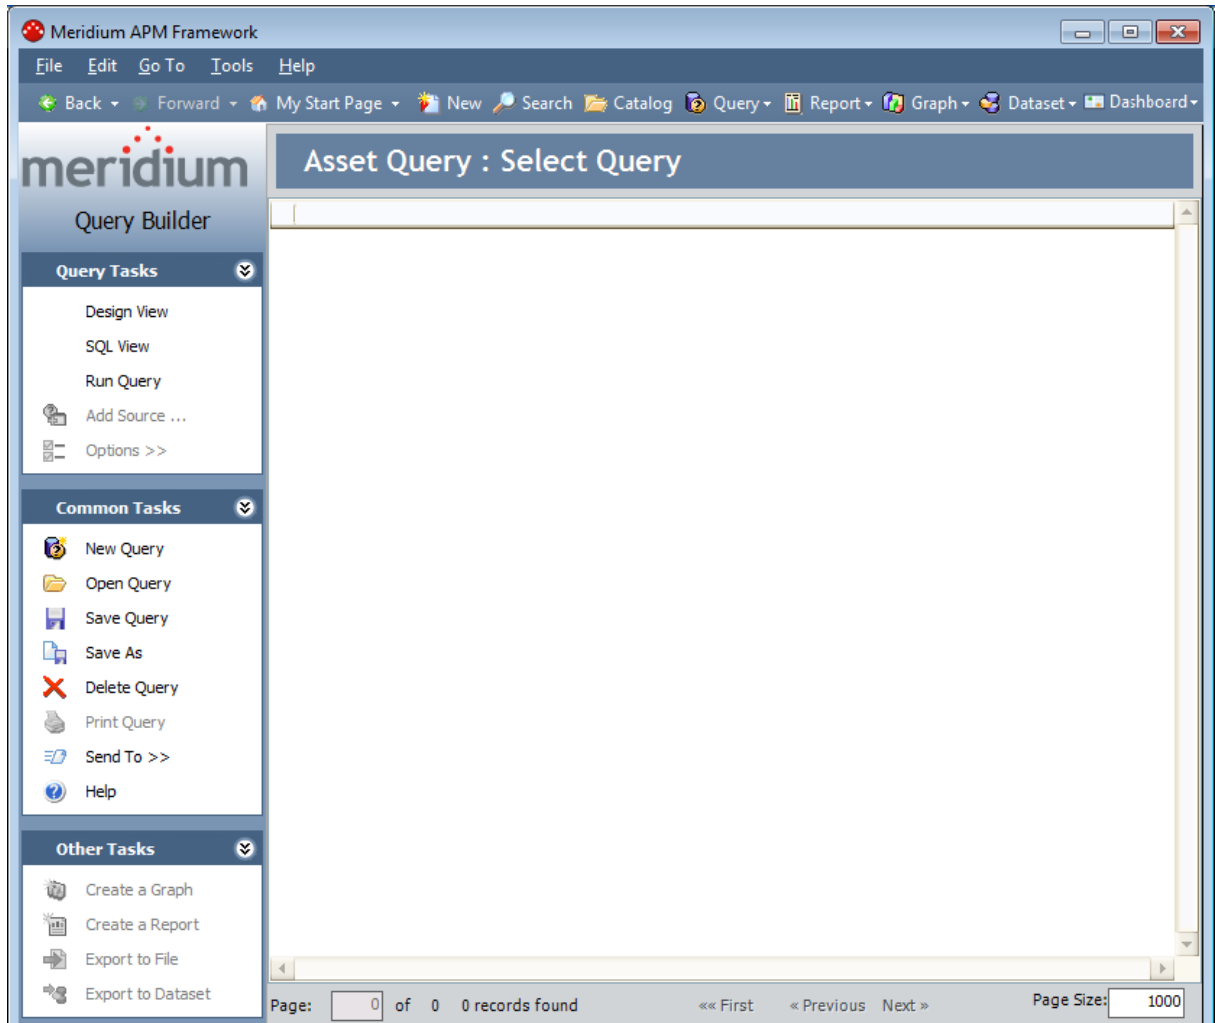 Meridium APM Framework
File Edit Go To Tools Help
Back Forward My Start Page New Search Catalog Query Report Graph Dataset Dashboard
meridium
Asset Query : Select Query
Query Builder
Query Tasks
Design View
SQL View
Run Query
Add Source ...
Options >>
Common Tasks
New Query
Open Query
Save Query
Save As
Delete Query
Print Query
Send To >>
Help
Other Tasks
Create a Graph
Create a Report
Export to File
Export to Dataset
Page: 0 of 0 0 records found «« First « Previous Next » Page Size: 1000